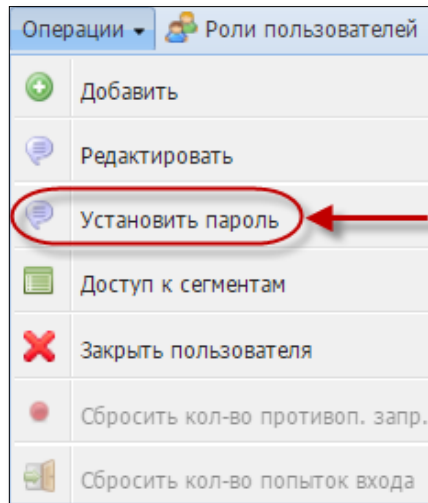 Операции Роли пользователей
Добавить
Редактировать
Установить пароль
Доступ к сегментам
Закрыть пользователя
Сбросить кол-во противоп. запр.
Сбросить кол-во попыток входа